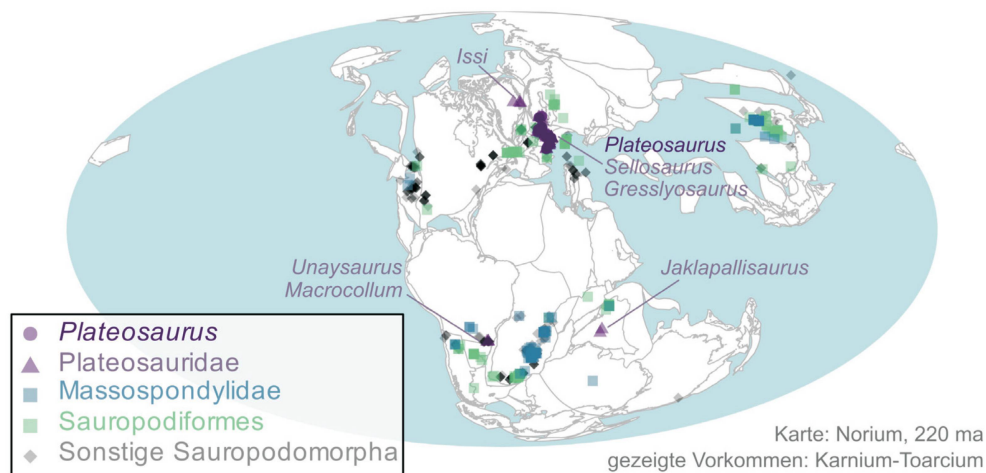 Issi
Plateosaurus
Sellosaurus
Gresslyosaurus
Unaysaurus
Macrocollum
Jaklapallisaurus
Plateosaurus
Plateosauridae
Massospondylidae
Sauropodiformes
Sonstige Sauropodomorpha
Karte: Norium, 220 ma
gezeigte Vorkommen: Karnium-Toarcium